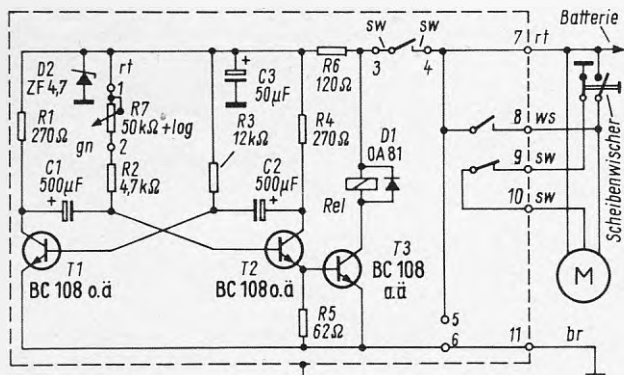 sw
sw
Batterie
3
4
7
rt
D2
ZF 4,7
rt
1
C3
50µF
R6
120Ω
R1
270Ω
R7
50kΩ+log
gn
2
R3
12kΩ
R4
270Ω
D1
OA81
8
ws
9
sw
10
sw
Scheibenwischer
C1
500µF
R2
4,7kΩ
C2
500µF
Rel
T1
BC 108 o.ä
T2
BC 108 o.ä
T3
BC 108
a.ä
M
R5
62Ω
5
6
11
br
+
+
+